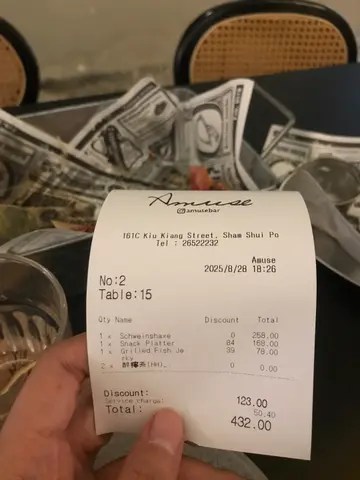 Amuse
@amusebar
161C Kiu Kiang Street, Sham Shui Po
Tel : 26522232
Amuse
2025/8/28 18:26
No:2
Table:15
Qty Name Discount Total
1 x Schweinshaxe 0 258.00
1 x Snack Platter 84 168.00
1 x Grilled Fish Je 39 78.00
rky
2 x (HH) 0 0.00
Discount: 123.00
Service charge: 50.40
Total: 432.00